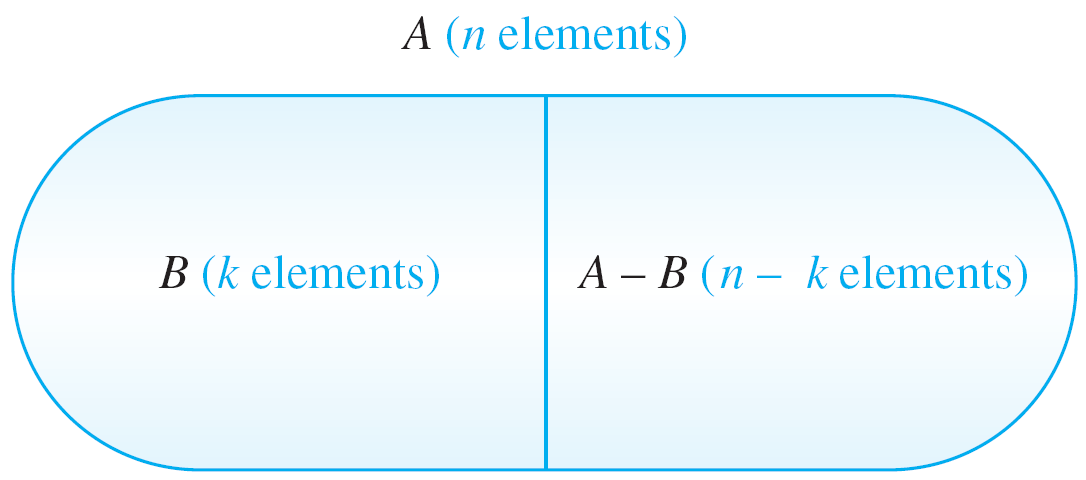 A (n elements)
B (k elements)
A – B (n – k elements)